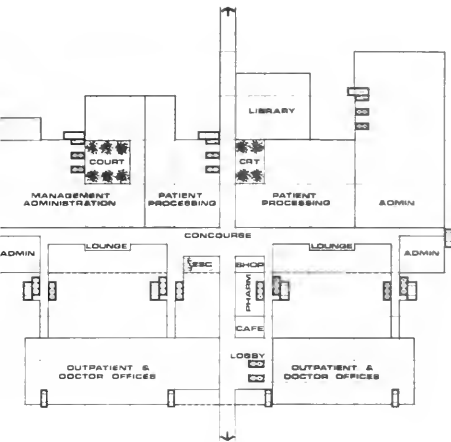 LIBRARY
COURT
CRT
MANAGEMENT
ADMINISTRATION
PATIENT
PROCESSING
PATIENT
PROCESSING
ADMIN
CONCOURSE
ADMIN
LOUNGE
LOUNGE
ADMIN
ESC
SHOP
PHARM
CAFE
LOBBY
OUTPATIENT &
DOCTOR OFFICES
OUTPATIENT &
DOCTOR OFFICES